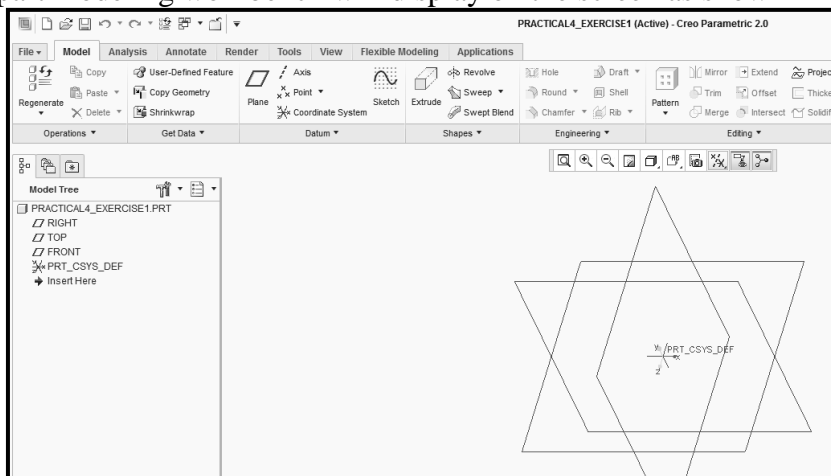 PRACTICAL4_EXERCISE1 (Active) - Creo Parametric 2.0
File Model Analysis Annotate Render Tools View Flexible Modeling Applications
Regenerate
Copy
Paste
Delete
Operations
User-Defined Feature
Copy Geometry
Shrinkwrap
Get Data
Plane
Axis
Point
Coordinate System
Sketch
Datum
Extrude
Revolve
Sweep
Swept Blend
Shapes
Hole Draft
Round Shell
Chamfer Rib
Engineering
Pattern
Mirror Extend
Trim Offset
Merge Intersect
Editing
Model Tree
PRACTICAL4_EXERCISE1.PRT
RIGHT
TOP
FRONT
PRT_CSYS_DEF
Insert Here
PRT_CSYS_DEF
Y
X
Z